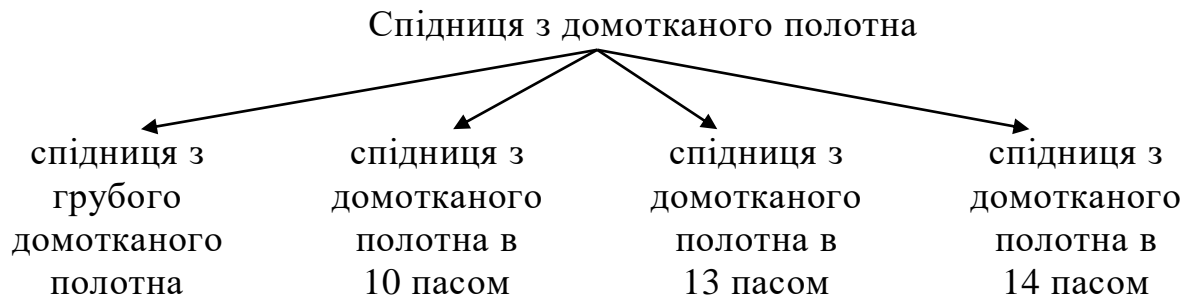 Спідниця з домотканого полотна
спідниця з
грубого
домотканого
полотна
спідниця з
домотканого
полотна в
10 пасом
спідниця з
домотканого
полотна в
13 пасом
спідниця з
домотканого
полотна в
14 пасом